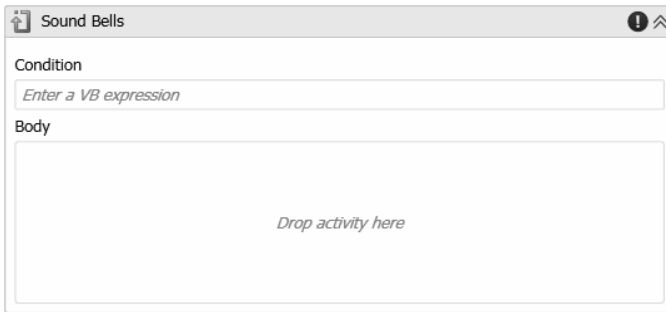 Sound Bells
Condition
Enter a VB expression
Body
Drop activity here